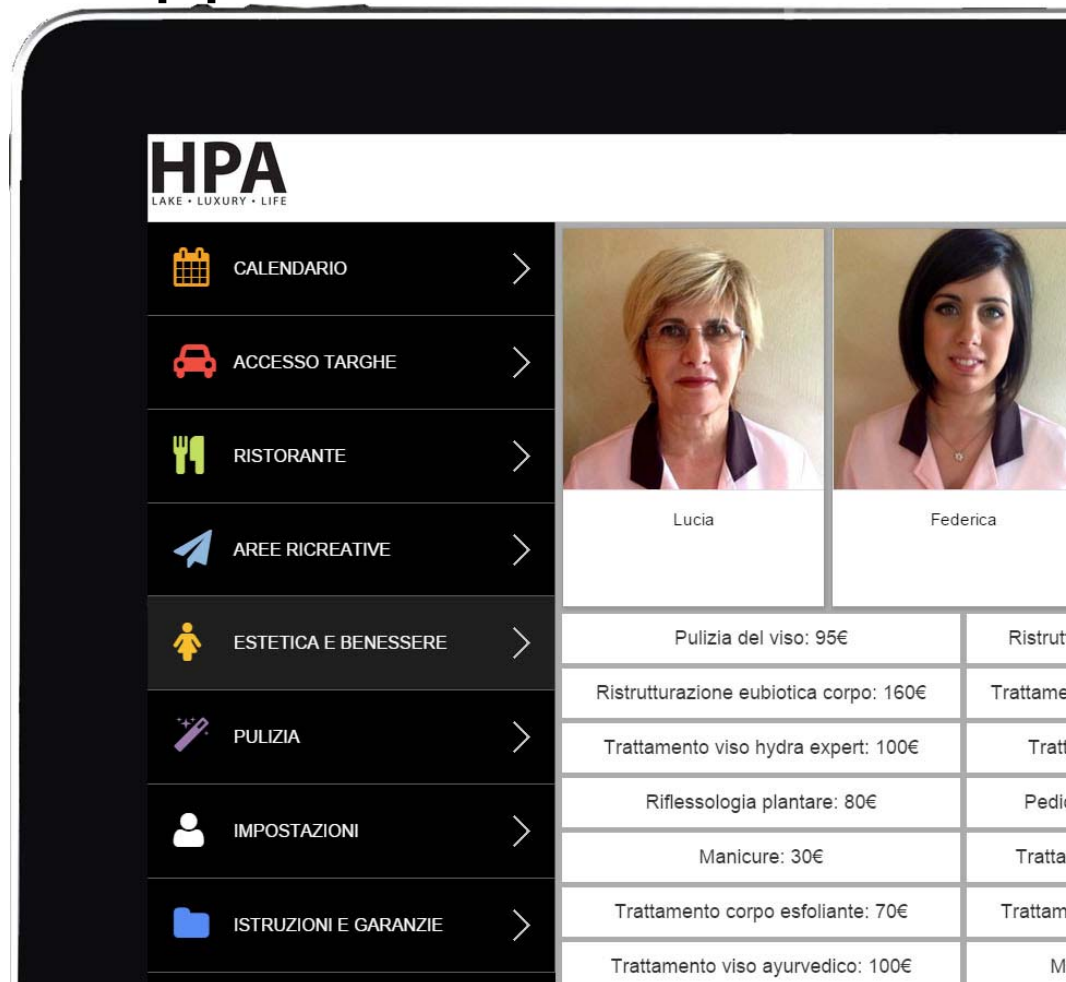 HPA
LAKE • LUXURY • LIFE
CALENDARIO
ACCESSO TARGHE
RISTORANTE
AREE RICREATIVE
ESTETICA E BENESSERE
PULIZIA
IMPOSTAZIONI
ISTRUZIONI E GARANZIE
Lucia
Federica
Pulizia del viso: 95€
Ristrutturazione eubiotica corpo: 160€
Trattamento viso hydra expert: 100€
Riflessologia plantare: 80€
Manicure: 30€
Trattamento corpo esfoliante: 70€
Trattamento viso ayurvedico: 100€